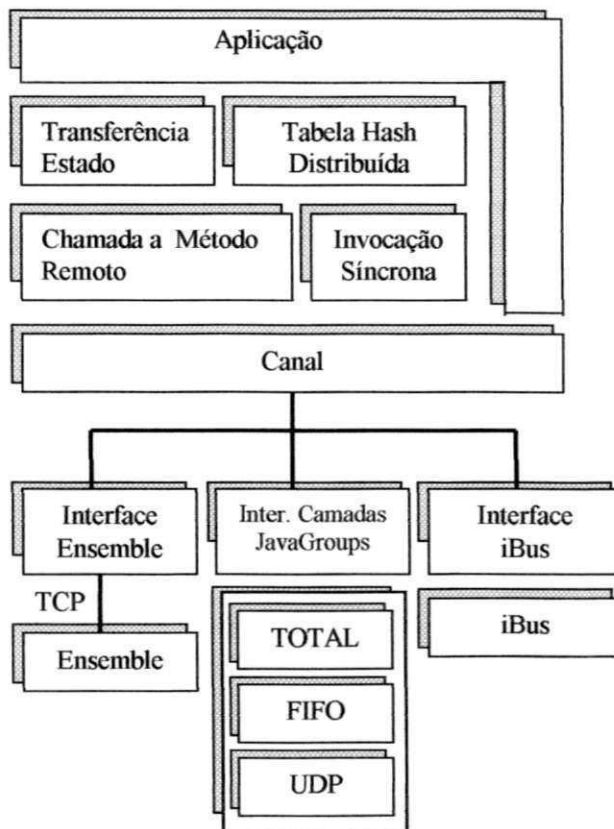 Aplicação
Transferência
Estado
Tabela Hash
Distribuída
Chamada a Método
Remoto
Invocação
Síncrona
Canal
Interface
Ensemble
Inter. Camadas
JavaGroups
Interface
iBus
TCP
Ensemble
iBus
TOTAL
FIFO
UDP